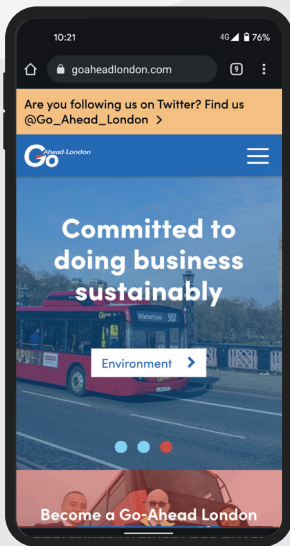 10:21
4G 76%
goaheadlondon.com
9
Are you following us on Twitter? Find us
@Go_Ahead_London >
Go Ahead London
Committed to
doing business
sustainably
Waterloo 507
Environment >
Become a Go-Ahead London